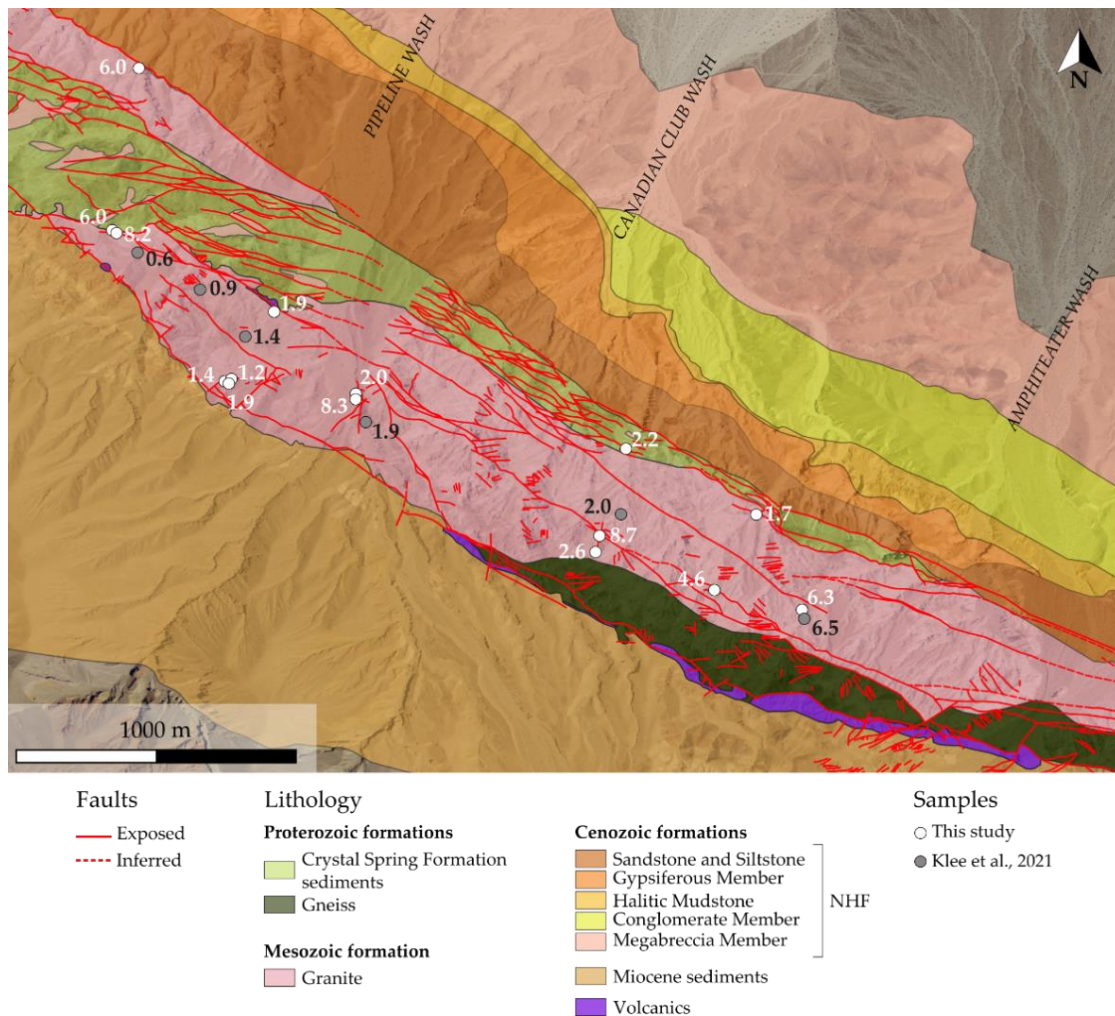 6.0
PIPELINE WASH
CANADIAN CLUB WASH
N
AMPHITEATER WASH
6.0
8.2
0.6
0.9
1.9
1.4
1.4
1.2
1.9
2.0
8.3
1.9
2.2
2.0
1.7
8.7
2.6
4.6
6.3
6.5
1000 m
Faults
Exposed
Inferred
Lithology
Proterozoic formations
Crystal Spring Formation
sediments
Gneiss
Mesozoic formation
Granite
Cenozoic formations
Sandstone and Siltstone
Gypsiferous Member
Halitic Mudstone
Conglomerate Member
Megabreccia Member
NHF
Miocene sediments
Volcanics
Samples
This study
Klee et al., 2021